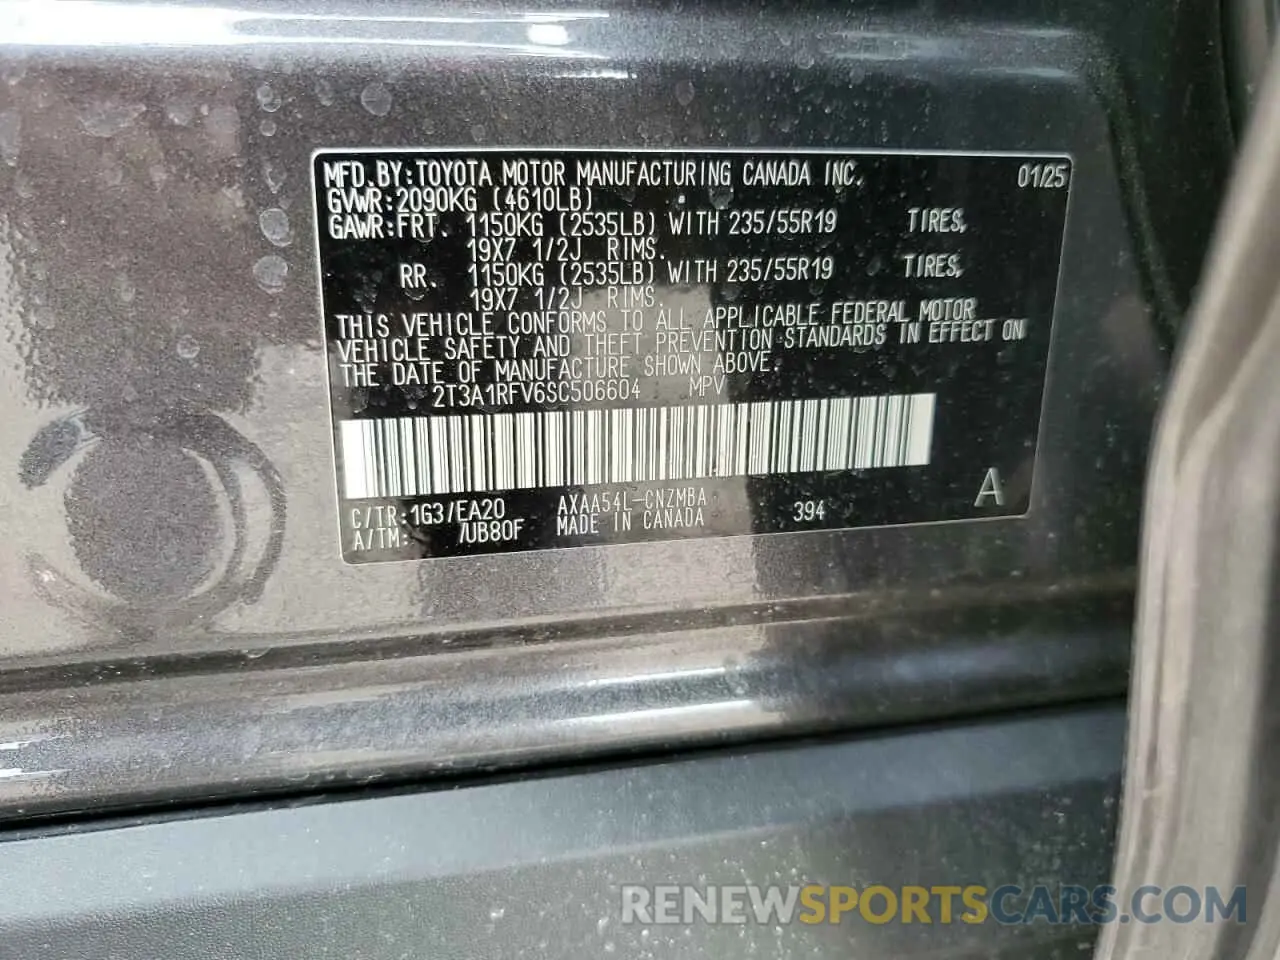 MFD.BY:TOYOTA MOTOR MANUFACTURING CANADA INC. 01/25
GVWR:2090KG (4610LB)
GAWR:FRT. 1150KG (2535LB) WITH 235/55R19 TIRES,
19X7 1/2J RIMS.
RR. 1150KG (2535LB) WITH 235/55R19 TIRES,
19X7 1/2J RIMS.
THIS VEHICLE CONFORMS TO ALL APPLICABLE FEDERAL MOTOR
VEHICLE SAFETY AND THEFT PREVENTION STANDARDS IN EFFECT ON
THE DATE OF MANUFACTURE SHOWN ABOVE.
2T3A1RFV6SC506604 MPV
C/TR:1G3/EA20 AXAA54L-CNZMBA 394 A
A/TM: /UB80F MADE IN CANADA
RENEWSPORTSCARS.COM